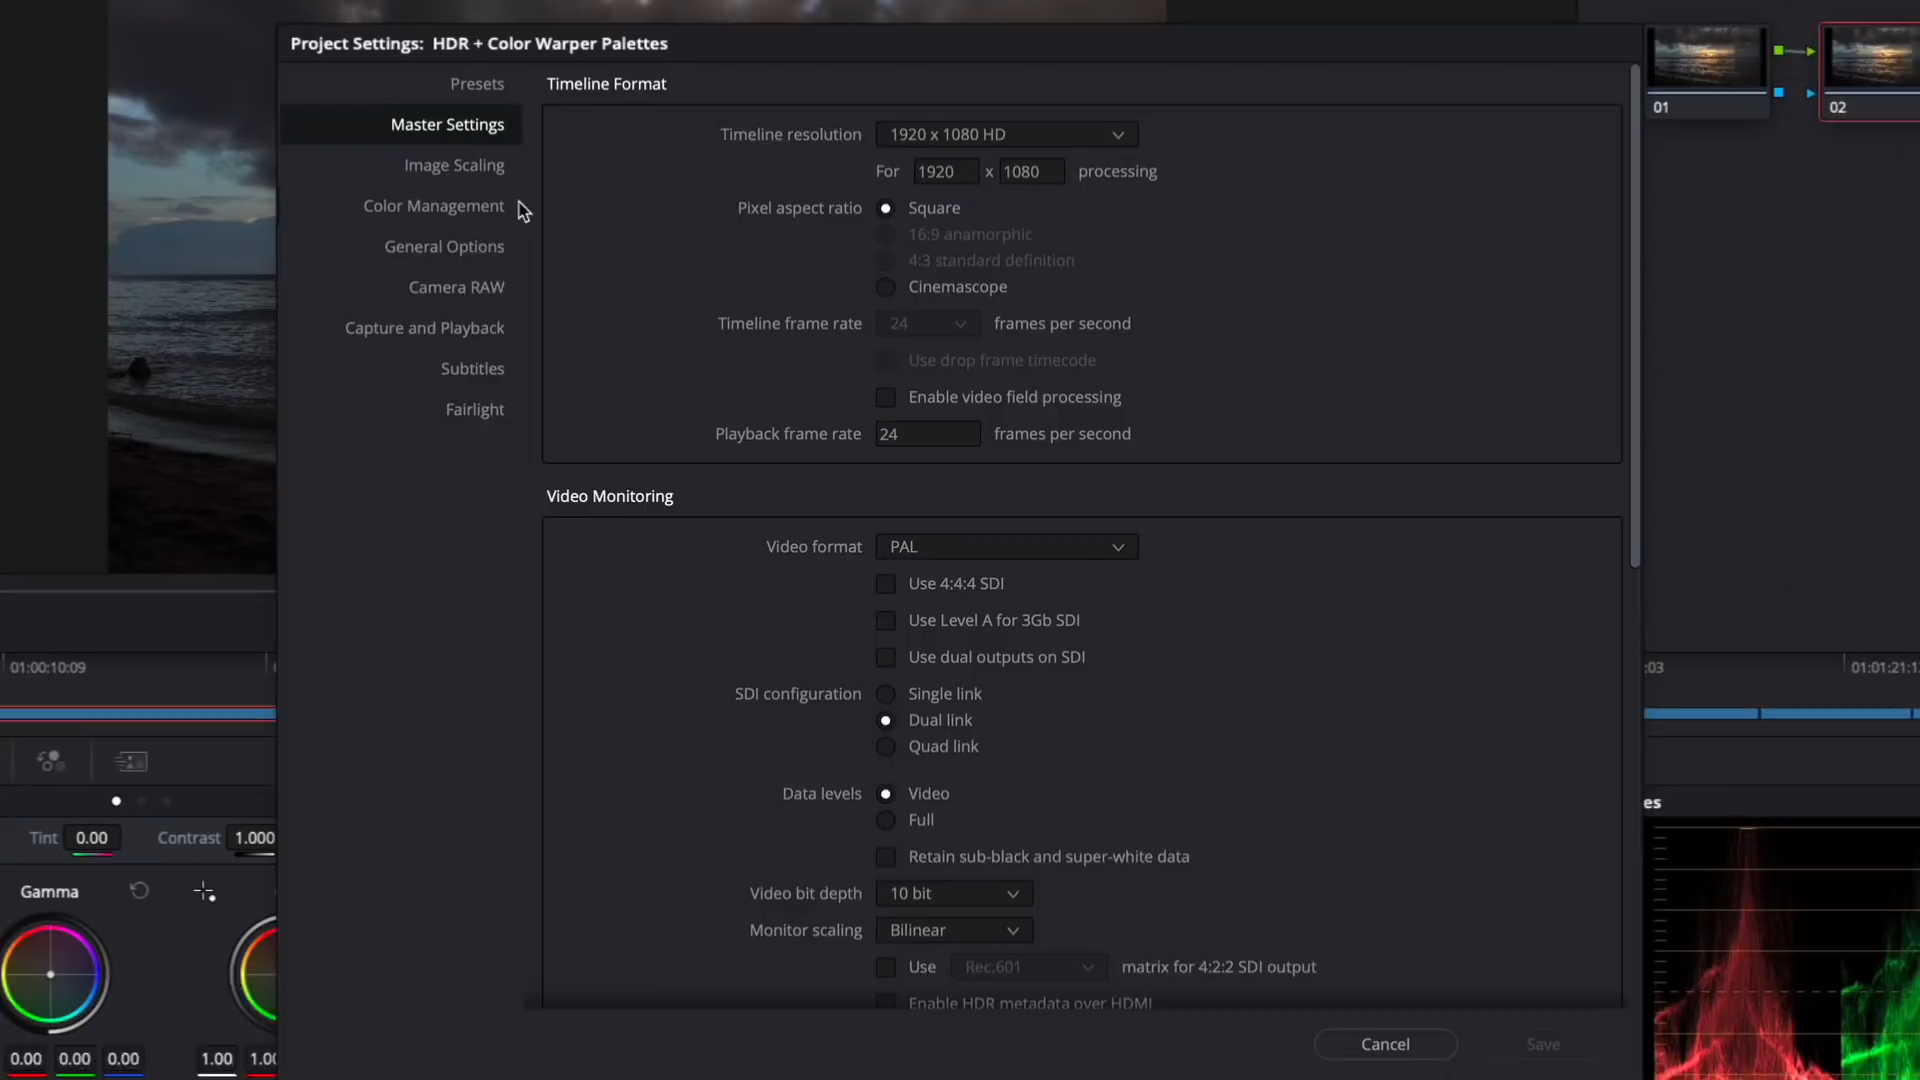 Project Settings: HDR + Color Warper Palettes
Presets
Master Settings
Image Scaling
Color Management
General Options
Camera RAW
Capture and Playback
Subtitles
Fairlight
Timeline Format
Timeline resolution 1920 x 1080 HD
For 1920 x 1080 processing
Pixel aspect ratio Square
16:9 anamorphic
4:3 standard definition
Cinemascope
Timeline frame rate 24 frames per second
Use drop frame timecode
Enable video field processing
Playback frame rate 24 frames per second
Video Monitoring
Video format PAL
Use 4:4:4 SDI
Use Level A for 3Gb SDI
Use dual outputs on SDI
SDI configuration Single link
Dual link
Quad link
Data levels Video
Full
Retain sub-black and super-white data
Video bit depth 10 bit
Monitor scaling Bilinear
Use Rec.601 matrix for 4:2:2 SDI output
Enable HDR metadata over HDMI
Cancel Save
01 02
01:00:10:09
:03 01:01:21:1
Tint 0.00 Contrast 1.000
Gamma
0.00 0.00 0.00 1.00 1.0
es